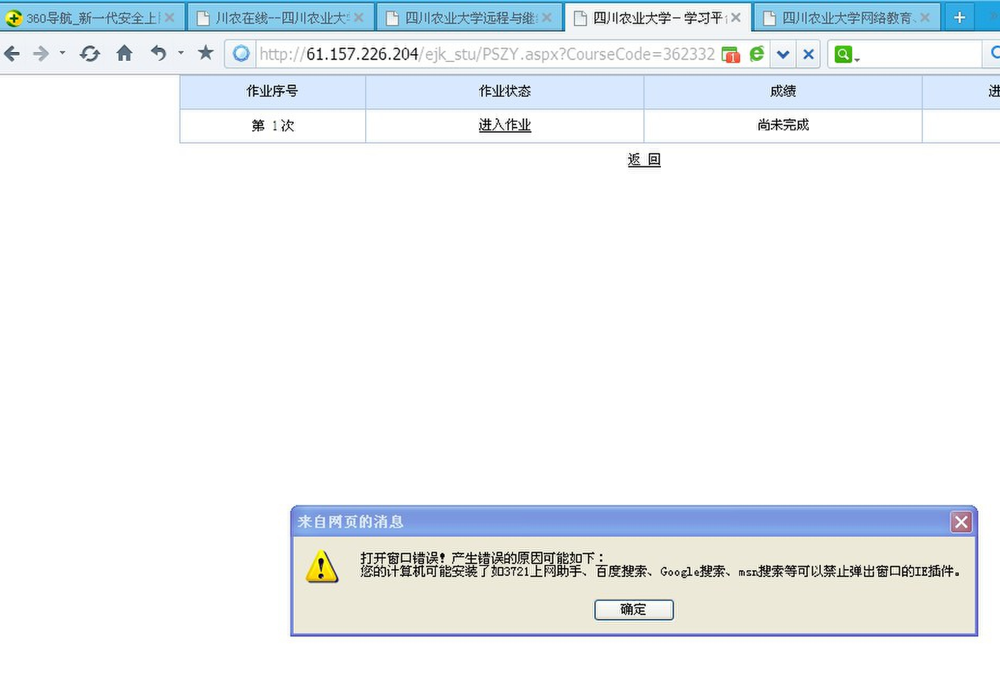 360导航_新一代安全上
川农在线--四川农业大
四川农业大学远程与继
四川农业大学－学习平
四川农业大学网络教育、
http://61.157.226.204/ejk_stu/PSZY.aspx?CourseCode=362332
1
作业序号 作业状态 成绩 进
第 1次 进入作业 尚未完成
返 回
来自网页的消息
打开窗口错误！产生错误的原因可能如下：
您的计算机可能安装了如3721上网助手、百度搜索、Google搜索、msn搜索等可以禁止弹出窗口的IE插件。
确定